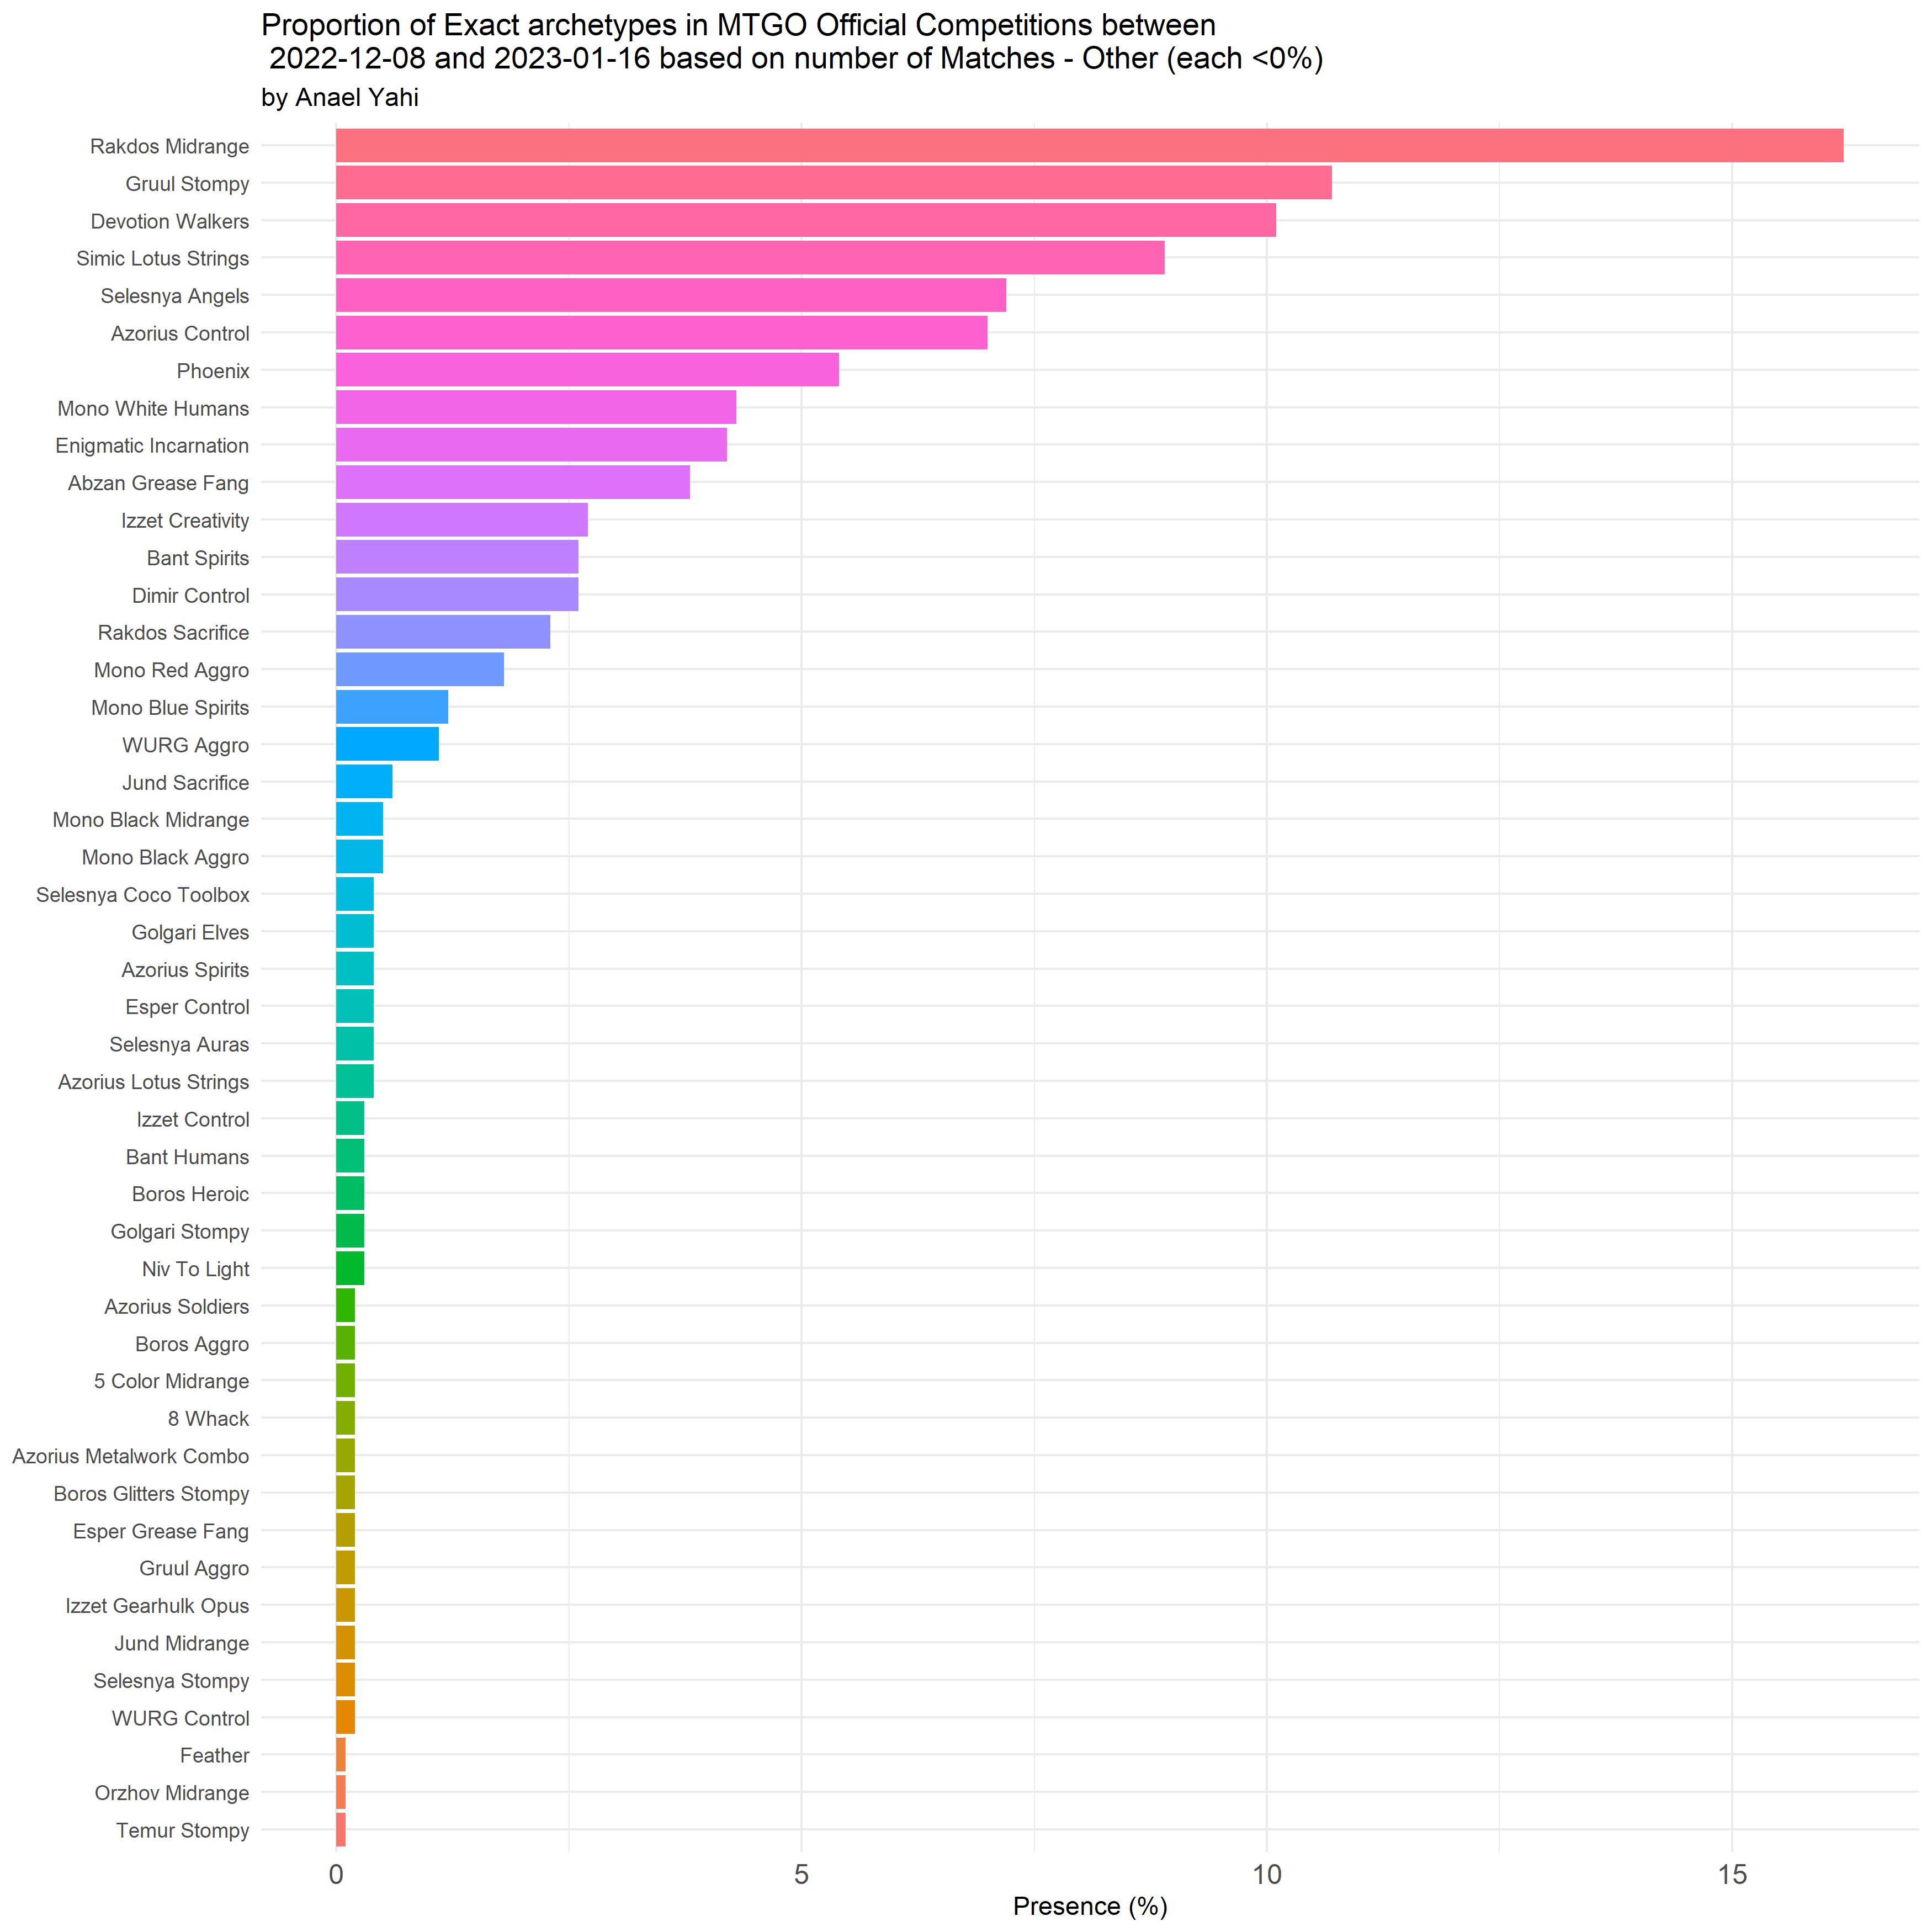 Proportion of Exact archetypes in MTGO Official Competitions between
2022-12-08 and 2023-01-16 based on number of Matches - Other (each <0%)
by Anael Yahi
Rakdos Midrange
Gruul Stompy
Devotion Walkers
Simic Lotus Strings
Selesnya Angels
Azorius Control
Phoenix
Mono White Humans
Enigmatic Incarnation
Abzan Grease Fang
Izzet Creativity
Bant Spirits
Dimir Control
Rakdos Sacrifice
Mono Red Aggro
Mono Blue Spirits
WURG Aggro
Jund Sacrifice
Mono Black Midrange
Mono Black Aggro
Selesnya Coco Toolbox
Golgari Elves
Azorius Spirits
Esper Control
Selesnya Auras
Azorius Lotus Strings
Izzet Control
Bant Humans
Boros Heroic
Golgari Stompy
Niv To Light
Azorius Soldiers
Boros Aggro
5 Color Midrange
8 Whack
Azorius Metalwork Combo
Boros Glitters Stompy
Esper Grease Fang
Gruul Aggro
Izzet Gearhulk Opus
Jund Midrange
Selesnya Stompy
WURG Control
Feather
Orzhov Midrange
Temur Stompy
0 5 10 15
Presence (%)